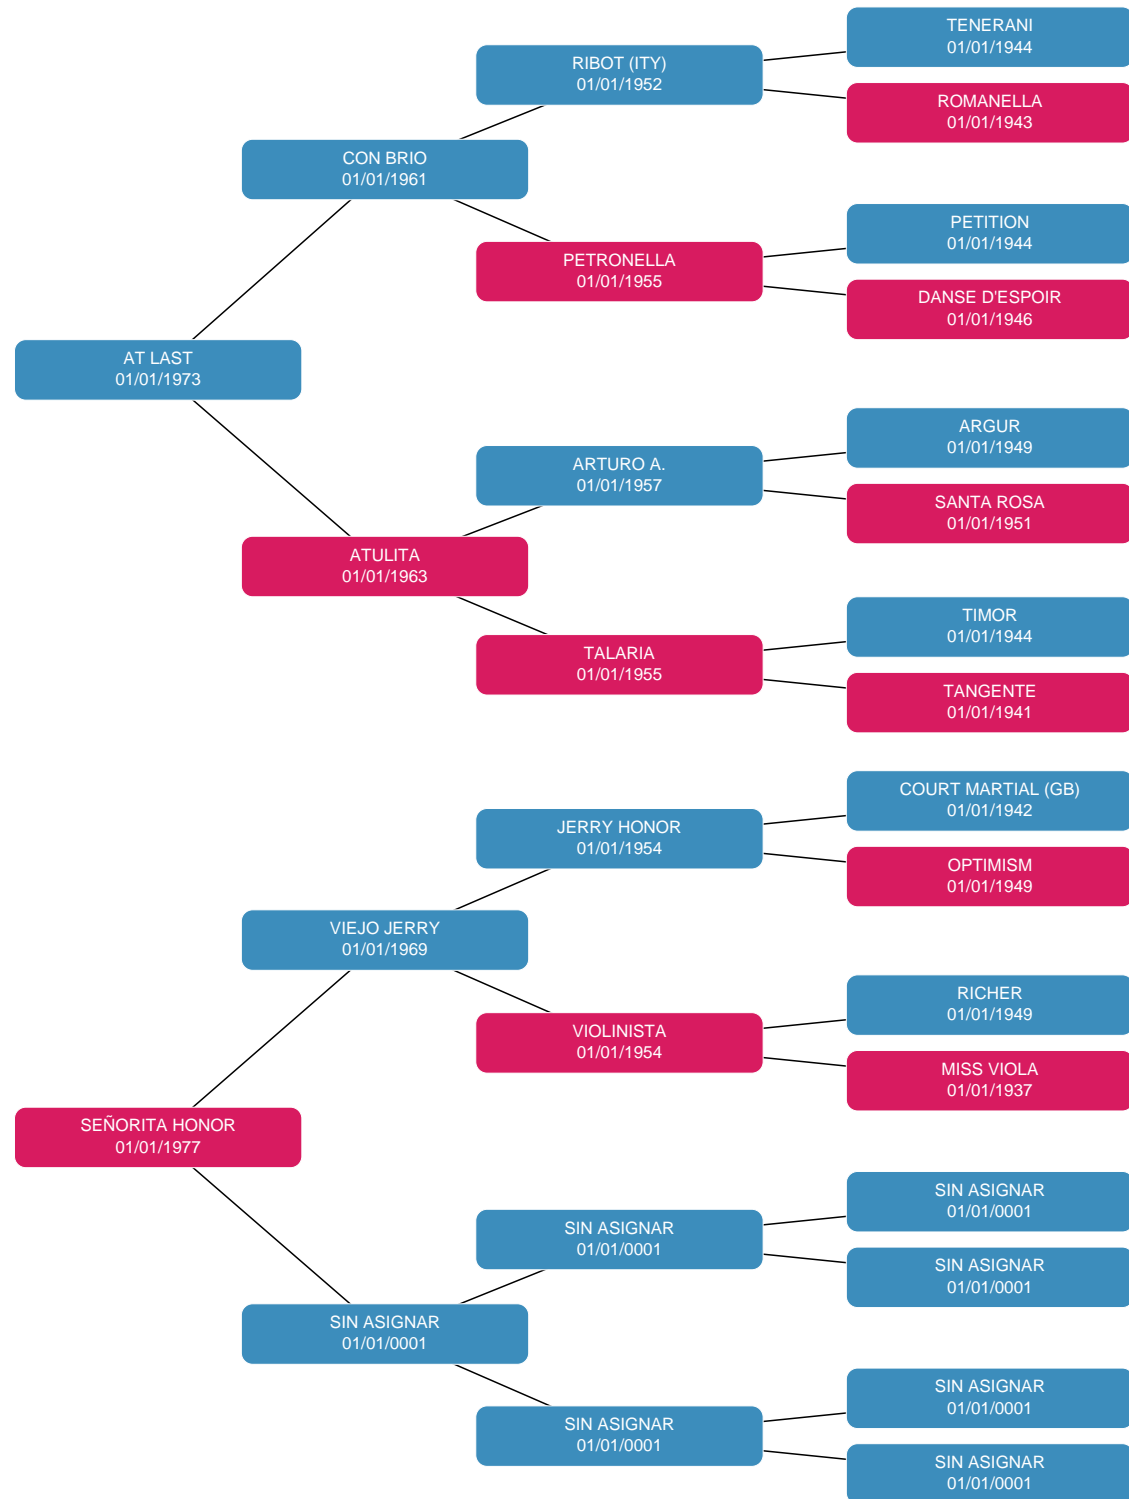 TENERANI
01/01/1944
RIBOT (ITY)
01/01/1952
ROMANELLA
01/01/1943
CON BRIO
01/01/1961
PETITION
01/01/1944
PETRONELLA
01/01/1955
DANSE D'ESPOIR
01/01/1946
AT LAST
01/01/1973
ARGUR
01/01/1949
ARTURO A.
01/01/1957
SANTA ROSA
01/01/1951
ATULITA
01/01/1963
TIMOR
01/01/1944
TALARIA
01/01/1955
TANGENTE
01/01/1941
COURT MARTIAL (GB)
01/01/1942
JERRY HONOR
01/01/1954
OPTIMISM
01/01/1949
VIEJO JERRY
01/01/1969
RICHER
01/01/1949
VIOLINISTA
01/01/1954
MISS VIOLA
01/01/1937
SEÑORITA HONOR
01/01/1977
SIN ASIGNAR
01/01/0001
SIN ASIGNAR
01/01/0001
SIN ASIGNAR
01/01/0001
SIN ASIGNAR
01/01/0001
SIN ASIGNAR
01/01/0001
SIN ASIGNAR
01/01/0001
SIN ASIGNAR
01/01/0001